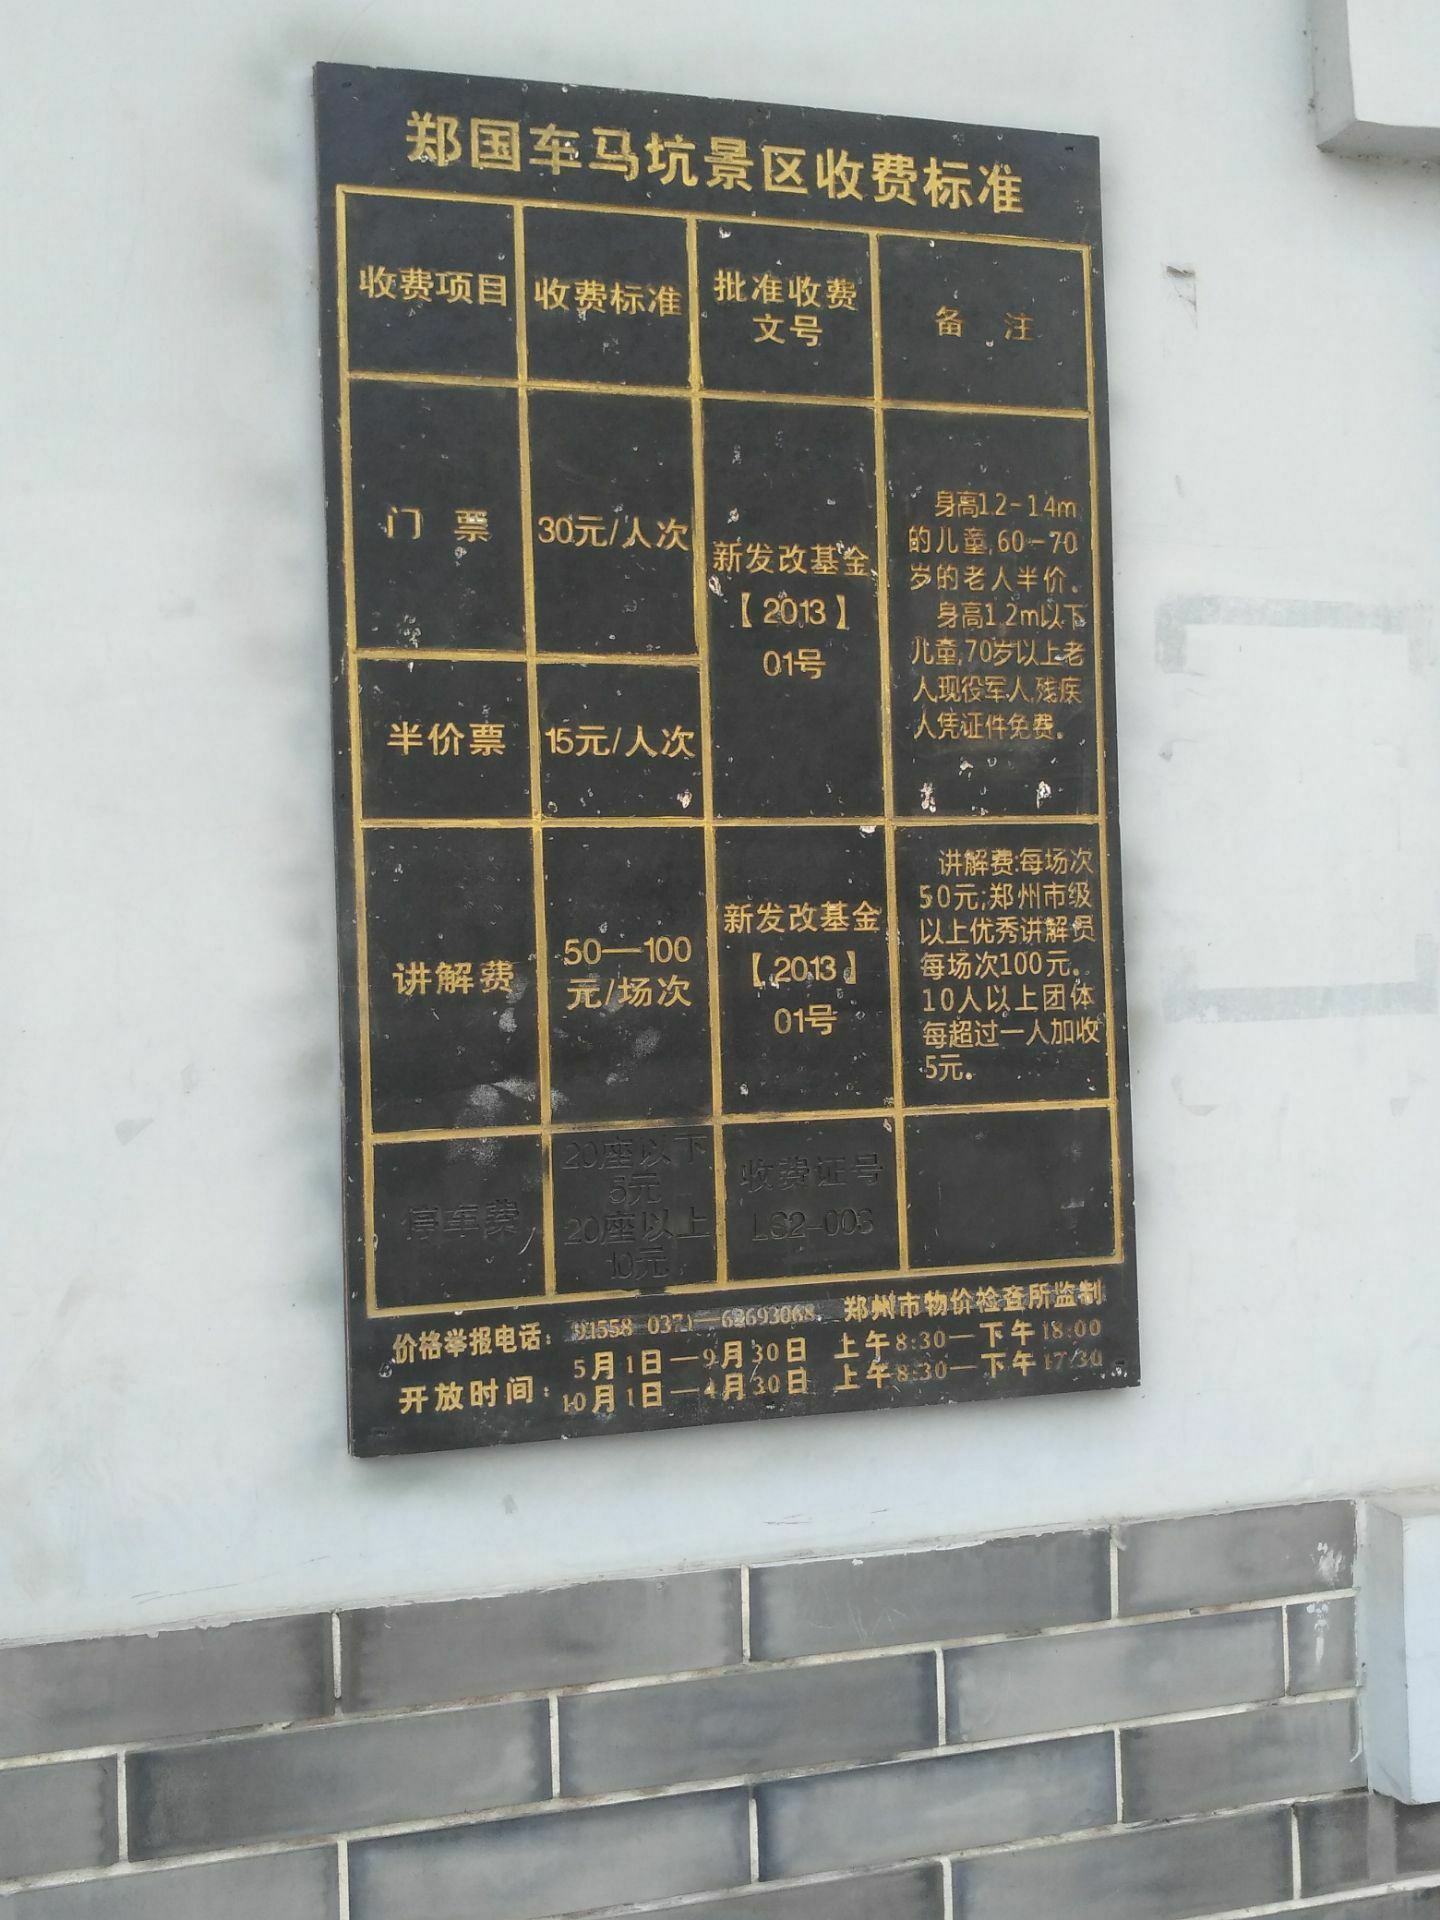 郑国车马坑景区收费标准
收费项目
收费标准
批准收费
文号
备 注
门 票
30元/人次
新发改基金
【2013】
01号
身高1.2-1.4m
的儿童,60-70
岁的老人半价。
身高1.2m以下
儿童,70岁以上老
人现役军人,残疾
人凭证件免费。
半价票
15元/人次
讲解费
50—100
元/场次
新发改基金
【2013】
01号
讲解费:每场次
50元;郑州市级
以上优秀讲解员
每场次100元。
10人以上团体
每超过一人加收
5元。
停车费
20座以下
5元
20座以上
10元
收费证号
LS2-003
价格举报电话: 91558 0371—62693068 郑州市物价检查所监制
开放时间:
5月1日—9月30日 上午8:30—下午18:00
10月1日—4月30日 上午8:30—下午17:30